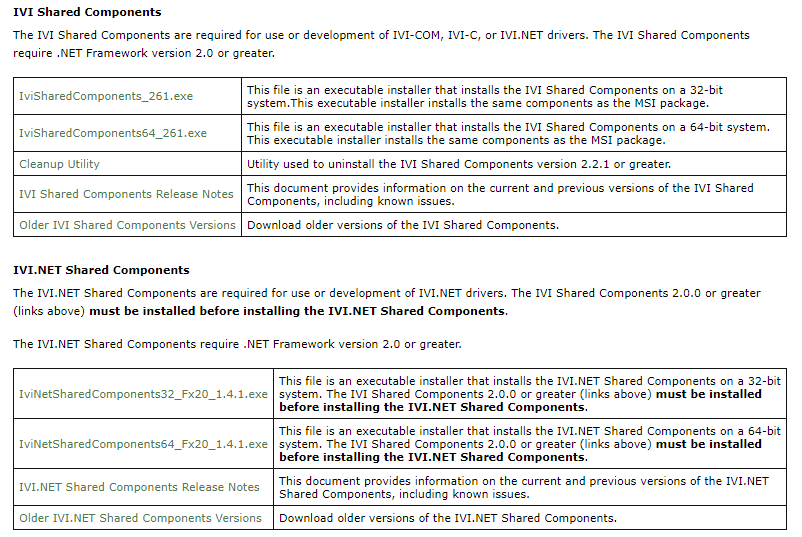 IVI Shared Components
The IVI Shared Components are required for use or development of IVI-COM, IVI-C, or IVI.NET drivers. The IVI Shared Components
require .NET Framework version 2.0 or greater.
IviSharedComponents_261.exe
This file is an executable installer that installs the IVI Shared Components on a 32-bit
system.This executable installer installs the same components as the MSI package.
IviSharedComponents64_261.exe
This file is an executable installer that installs the IVI Shared Components on a 64-bit system.
This executable installer installs the same components as the MSI package.
Cleanup Utility
Utility used to uninstall the IVI Shared Components version 2.2.1 or greater.
IVI Shared Components Release Notes
This document provides information on the current and previous versions of the IVI Shared
Components, including known issues.
Older IVI Shared Components Versions
Download older versions of the IVI Shared Components.
IVI.NET Shared Components
The IVI.NET Shared Components are required for use or development of IVI.NET drivers. The IVI Shared Components 2.0.0 or greater
(links above) must be installed before installing the IVI.NET Shared Components.
The IVI.NET Shared Components require .NET Framework version 2.0 or greater.
IviNetSharedComponents32_Fx20_1.4.1.exe
This file is an executable installer that installs the IVI.NET Shared Components on a 32-bit
system. The IVI Shared Components 2.0.0 or greater (links above) must be installed
before installing the IVI.NET Shared Components.
IviNetSharedComponents64_Fx20_1.4.1.exe
This file is an executable installer that installs the IVI.NET Shared Components on a 64-bit
system. The IVI Shared Components 2.0.0 or greater (links above) must be installed
before installing the IVI.NET Shared Components.
IVI.NET Shared Components Release Notes
This document provides information on the current and previous versions of the IVI.NET
Shared Components, including known issues.
Older IVI.NET Shared Components Versions
Download older versions of the IVI.NET Shared Components.